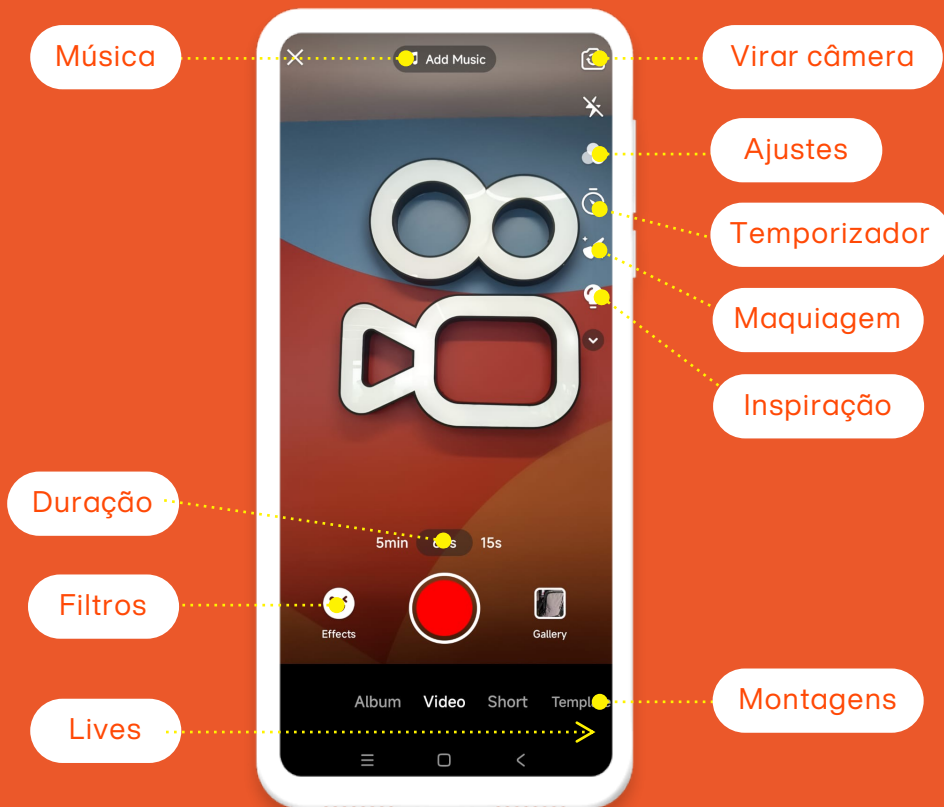 Música
Add Music
Virar câmera
Ajustes
Temporizador
Maquiagem
Inspiração
Duração
5min
15s
Filtros
Effects
Gallery
Album Video Short
Montagens
Lives